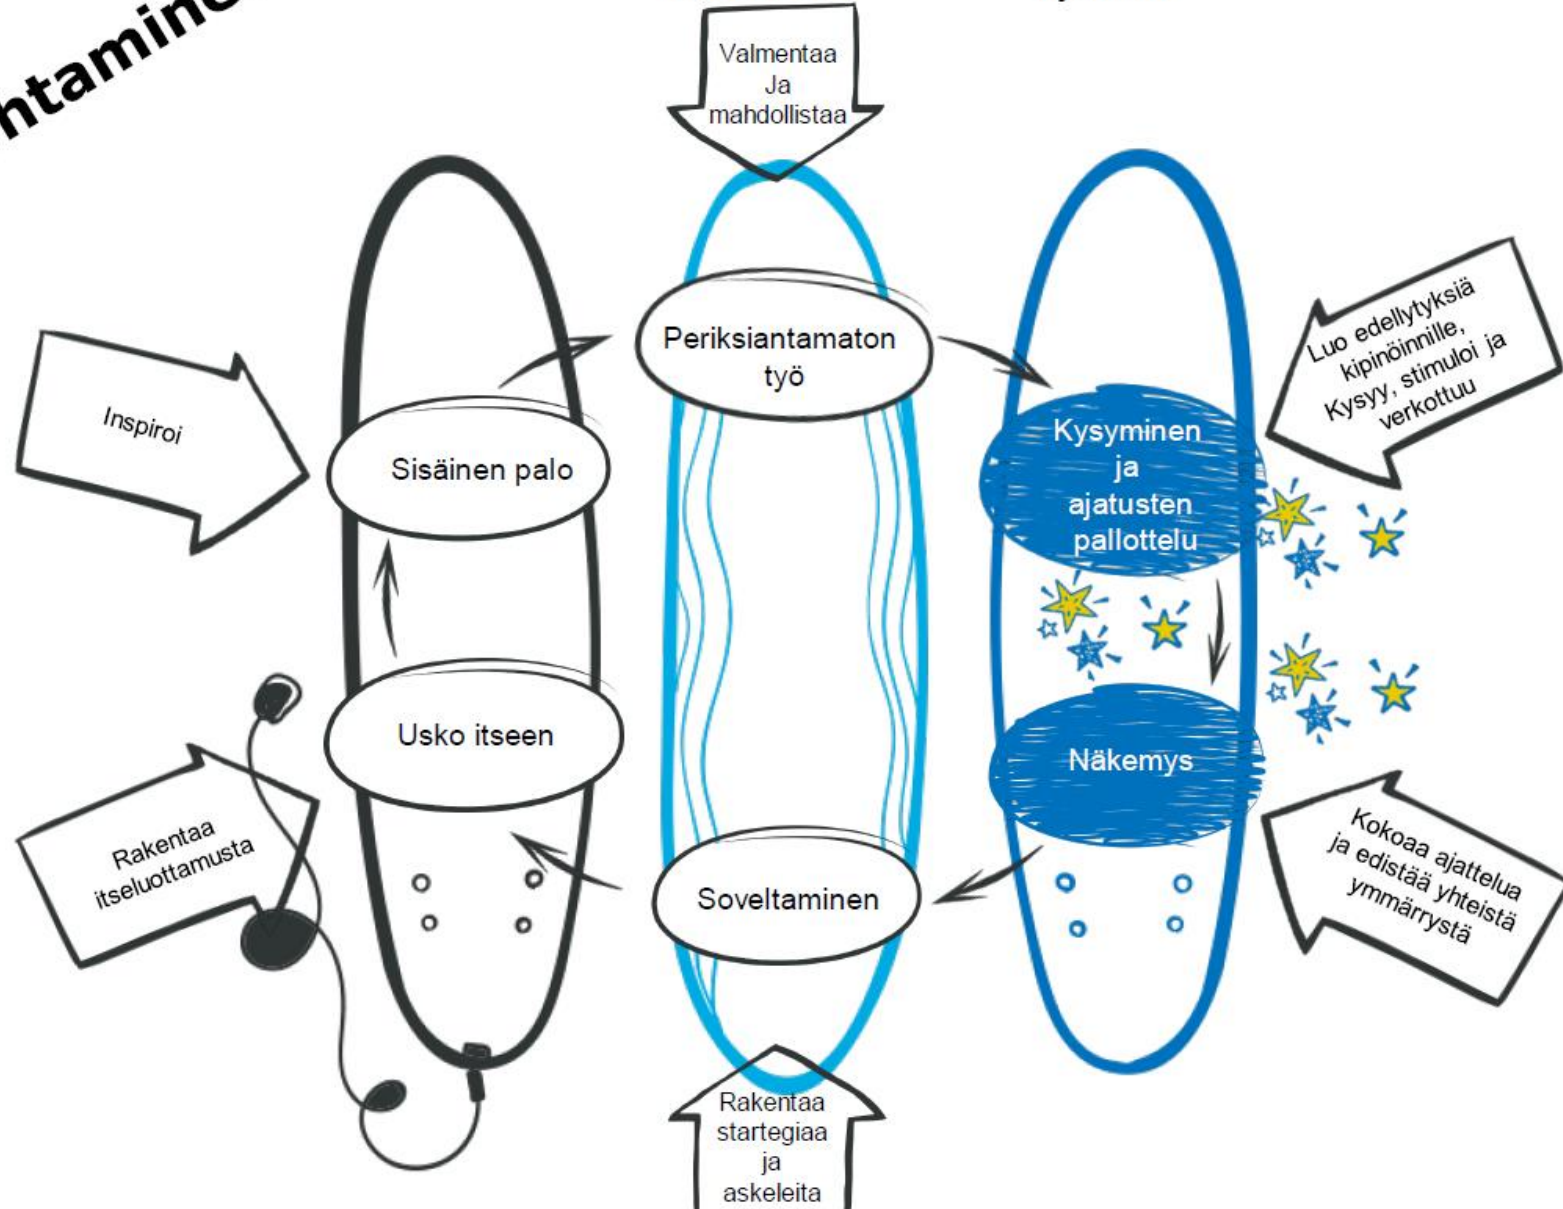 Valmentaa
Ja
mahdollistaa
Periksiantamaton
työ
Luo edellytyksiä
kipinöinnille,
Kysyy, stimuloi ja
verkottuu
Inspiroi
Sisäinen palo
Kysyminen
ja
ajatusten
pallottelu
Usko itseen
Näkemys
Rakentaa
itseluottamusta
Soveltaminen
Kokoaa ajattelua
ja edistää yhteistä
ymmärrystä
Rakentaa
startegiaa
ja
askeleita